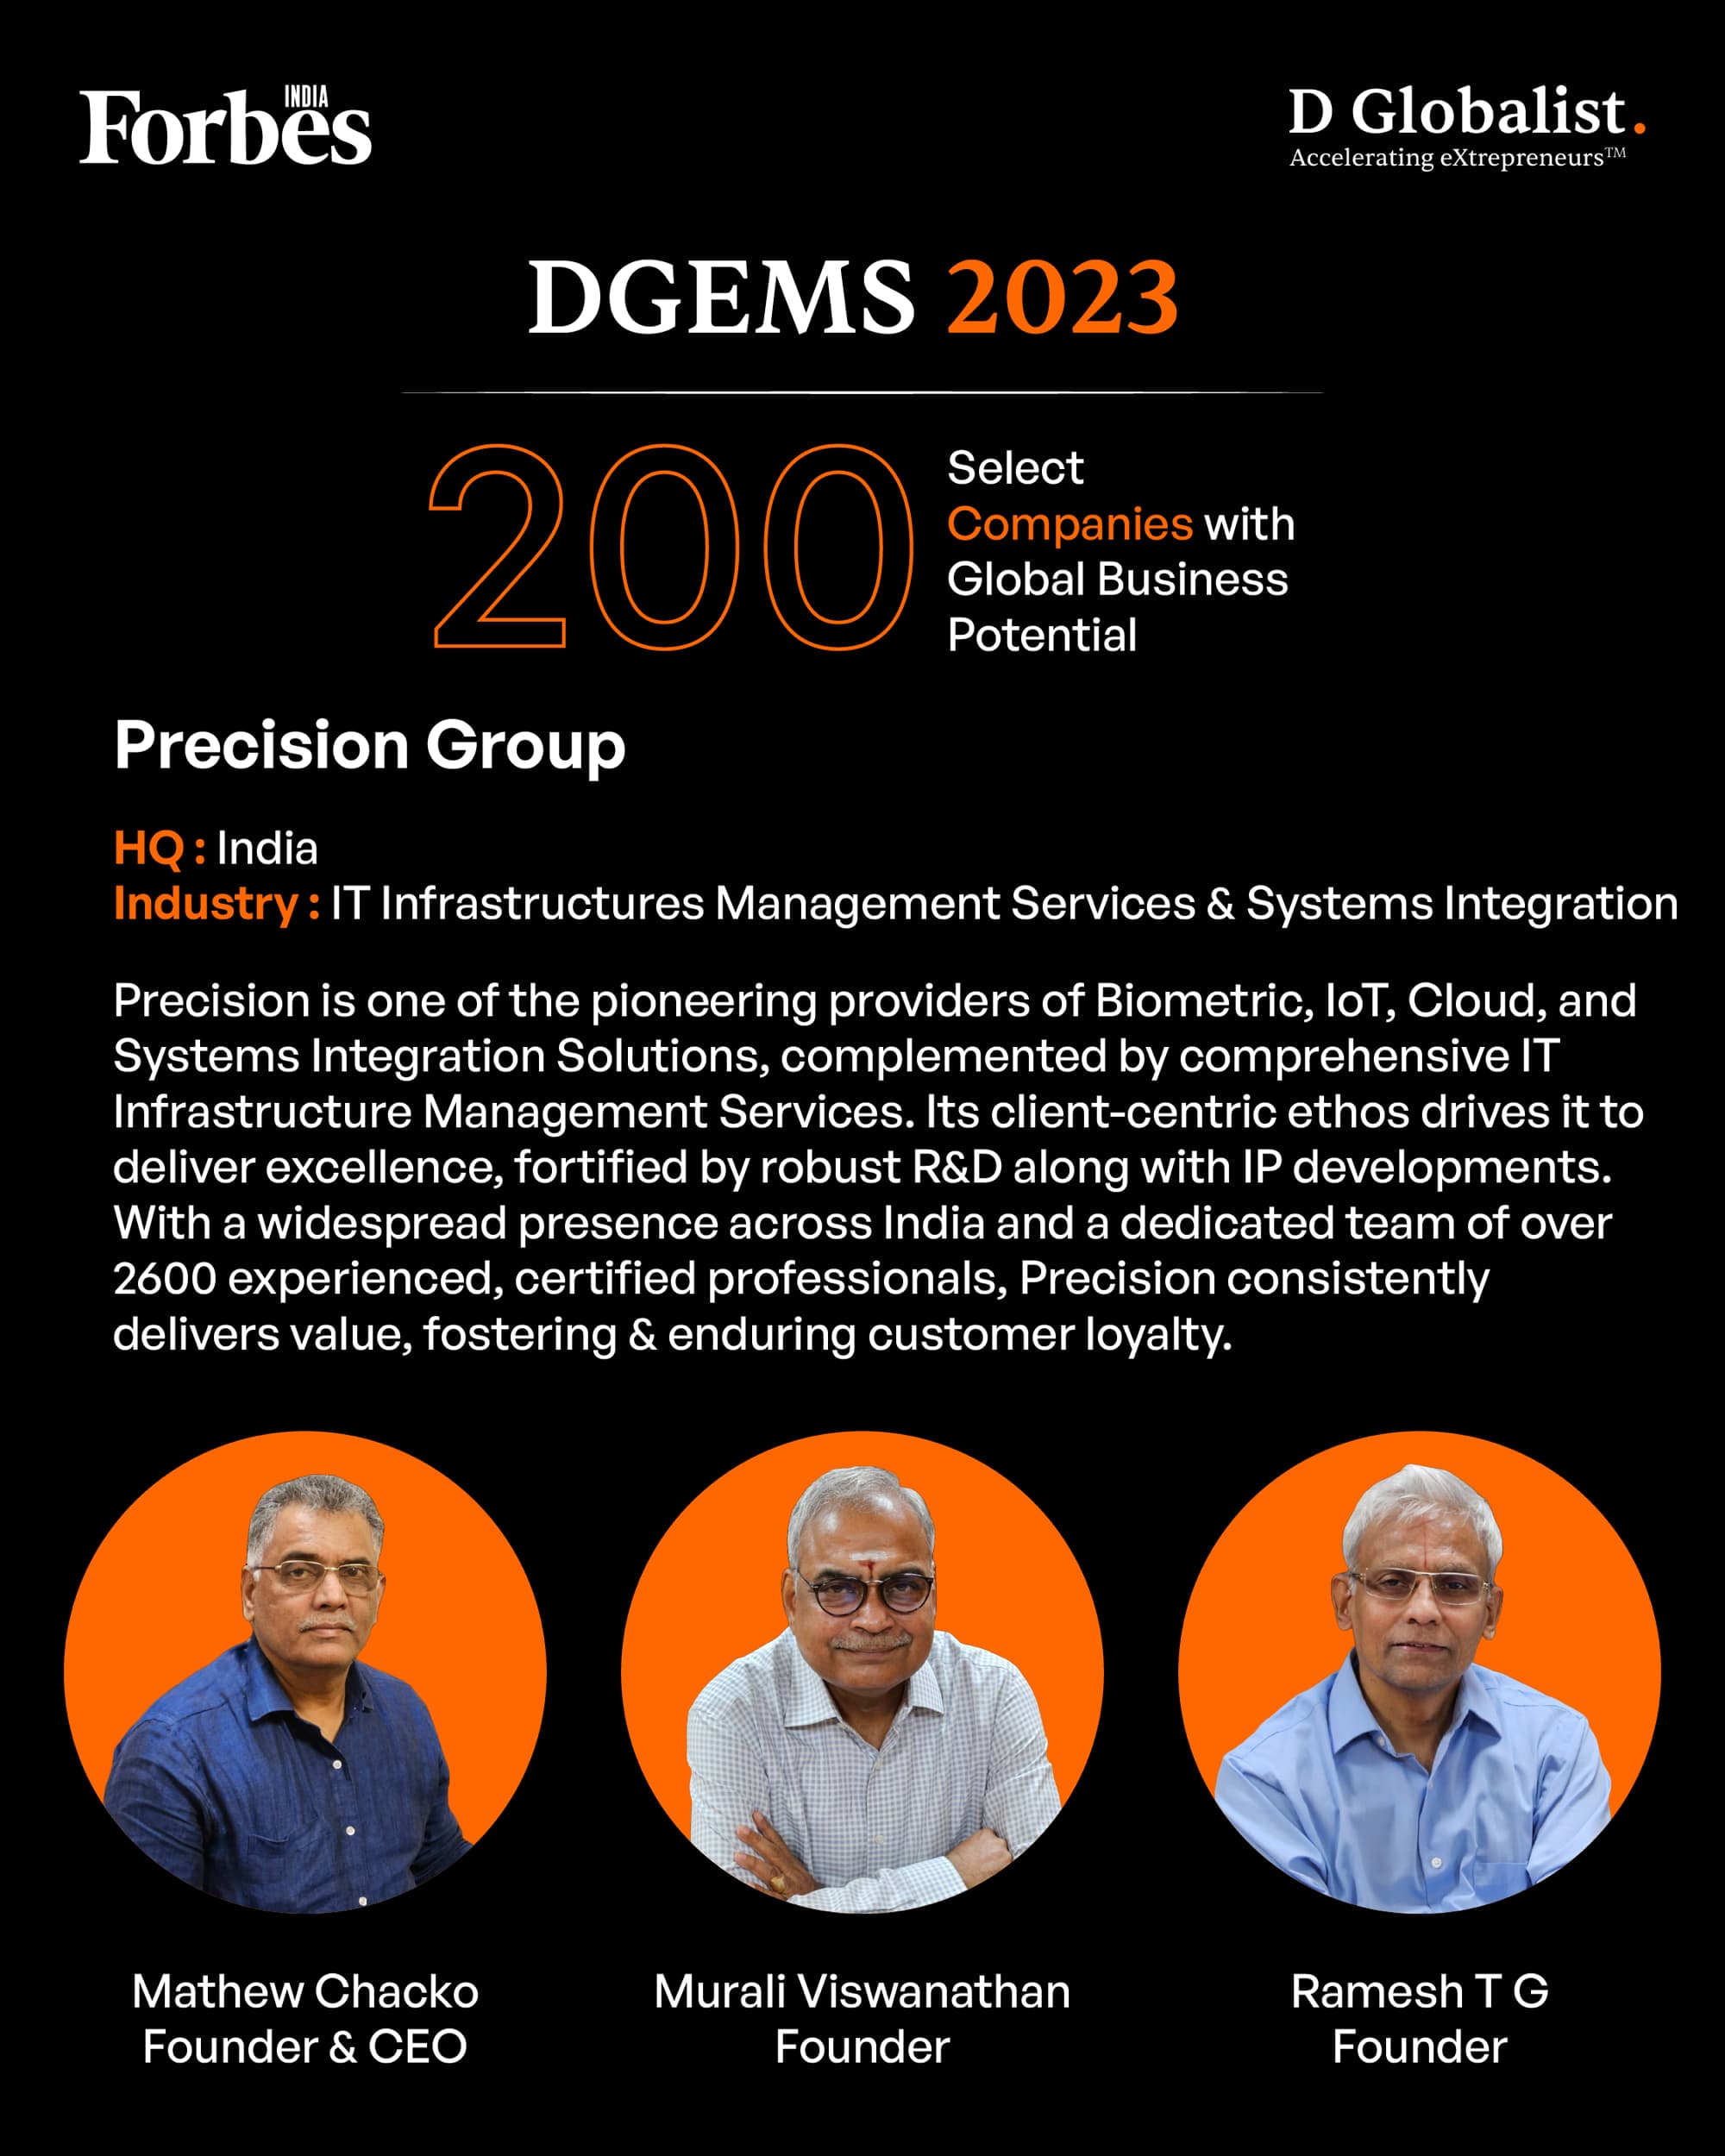 Forbes INDIA
D Globalist.
Accelerating eXtrepreneurs™
DGEMS 2023
200
Select
Companies with
Global Business
Potential
Precision Group
HQ : India
Industry : IT Infrastructures Management Services & Systems Integration
Precision is one of the pioneering providers of Biometric, IoT, Cloud, and
Systems Integration Solutions, complemented by comprehensive IT
Infrastructure Management Services. Its client-centric ethos drives it to
deliver excellence, fortified by robust R&D along with IP developments.
With a widespread presence across India and a dedicated team of over
2600 experienced, certified professionals, Precision consistently
delivers value, fostering & enduring customer loyalty.
Mathew Chacko
Founder & CEO
Murali Viswanathan
Founder
Ramesh T G
Founder